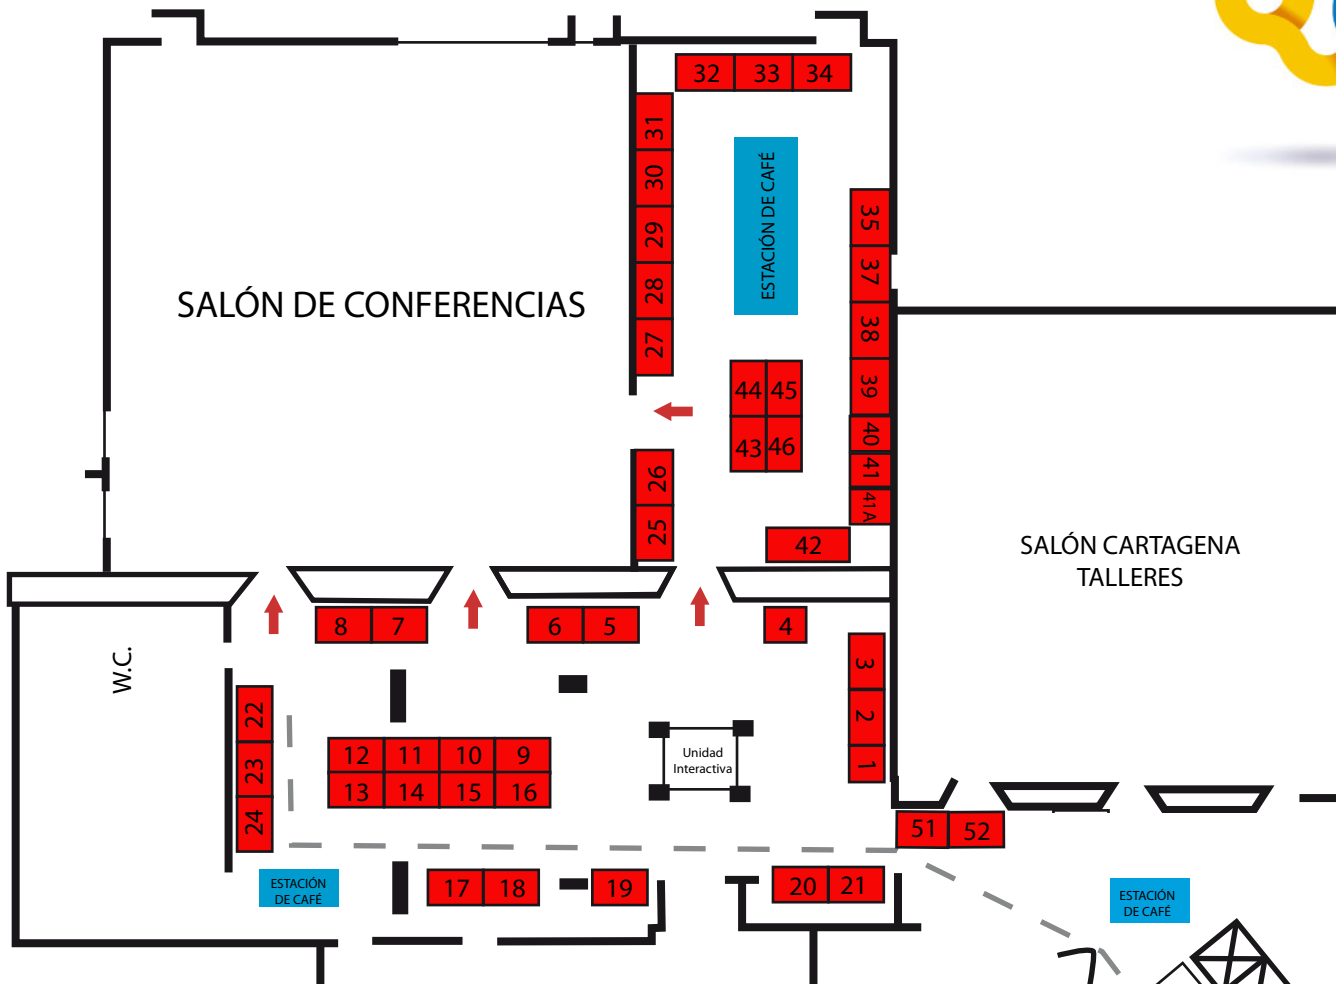 32 33 34
31
30
29
28
27
ESTACIÓN DE CAFÉ
35
37
38
39
40
41
41A
SALÓN DE CONFERENCIAS
44 45
43 46
26
25
42
SALÓN CARTAGENA
TALLERES
8 7
6 5
4
3
2
1
W.C.
22
23
24
12 11 10 9
13 14 15 16
Unidad
Interactiva
51 52
17 18
19
20 21
ESTACIÓN
DE CAFÉ
ESTACIÓN
DE CAFÉ